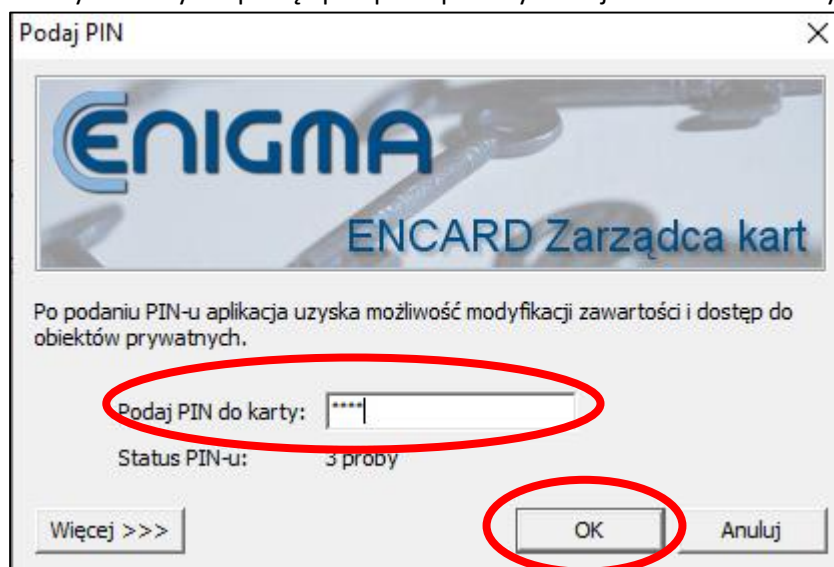 Podaj PIN
ENIGMA
ENCARD Zarządca kart
Po podaniu PIN-u aplikacja uzyska możliwość modyfikacji zawartości i dostęp do
obiektów prywatnych.
Podaj PIN do karty: ****
Status PIN-u: 3 próby
Więcej >>> OK Anuluj